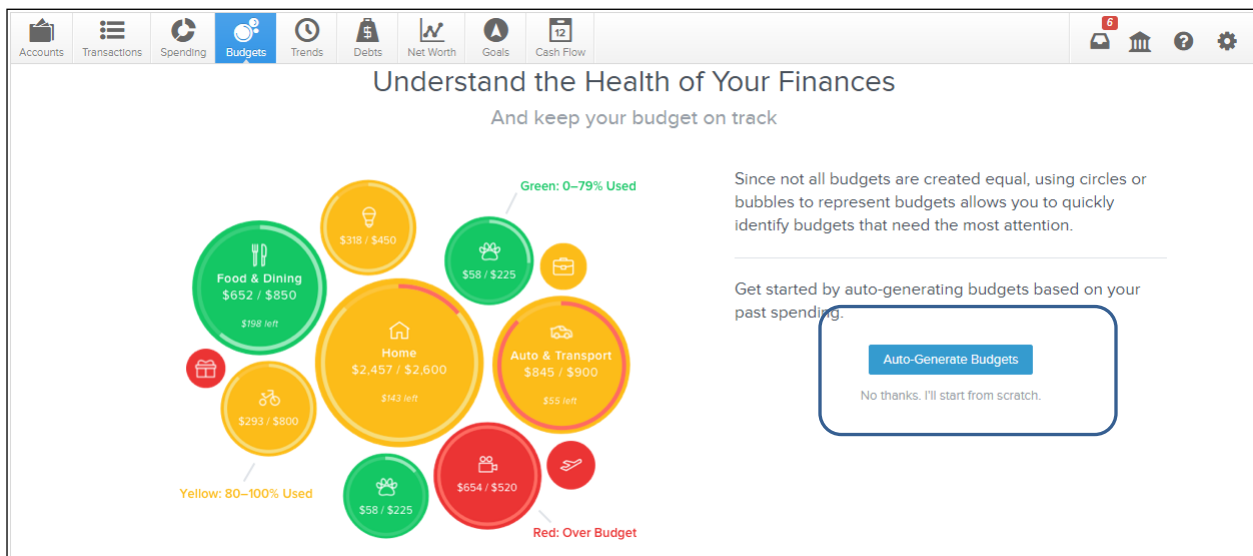 6
12
Accounts Transactions Spending Budgets Trends Debts Net Worth Goals Cash Flow
Understand the Health of Your Finances
And keep your budget on track
Green: 0–79% Used
$318 / $450
Food & Dining
$652 / $850
$198 left
$58 / $225
Home
$2,457 / $2,600
$143 left
Auto & Transport
$845 / $900
$55 left
$293 / $800
$654 / $520
$58 / $225
Yellow: 80–100% Used
Red: Over Budget
Since not all budgets are created equal, using circles or
bubbles to represent budgets allows you to quickly
identify budgets that need the most attention.
Get started by auto-generating budgets based on your
past spending.
Auto-Generate Budgets
No thanks. I'll start from scratch.